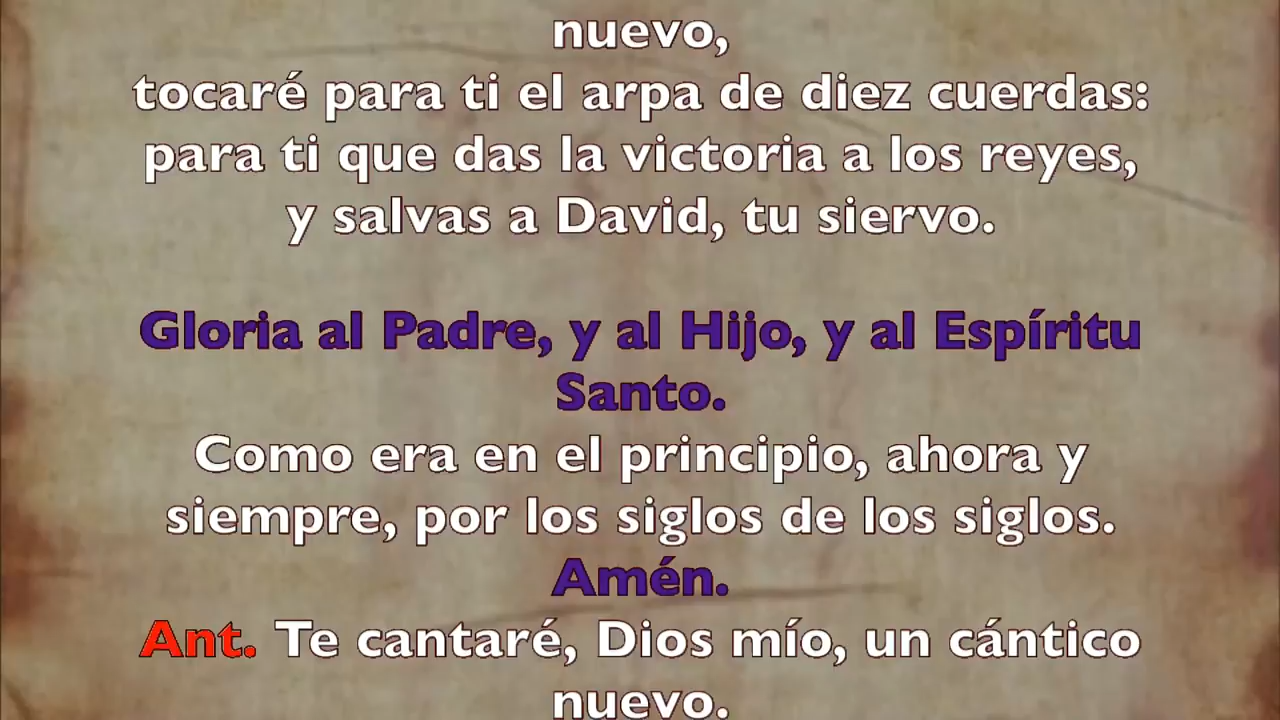 nuevo,
tocaré para ti el arpa de diez cuerdas:
para ti que das la victoria a los reyes,
y salvas a David, tu siervo.
Gloria al Padre, y al Hijo, y al Espíritu
Santo.
Como era en el principio, ahora y
siempre, por los siglos de los siglos.
Amén.
Ant. Te cantaré, Dios mío, un cántico
nuevo.